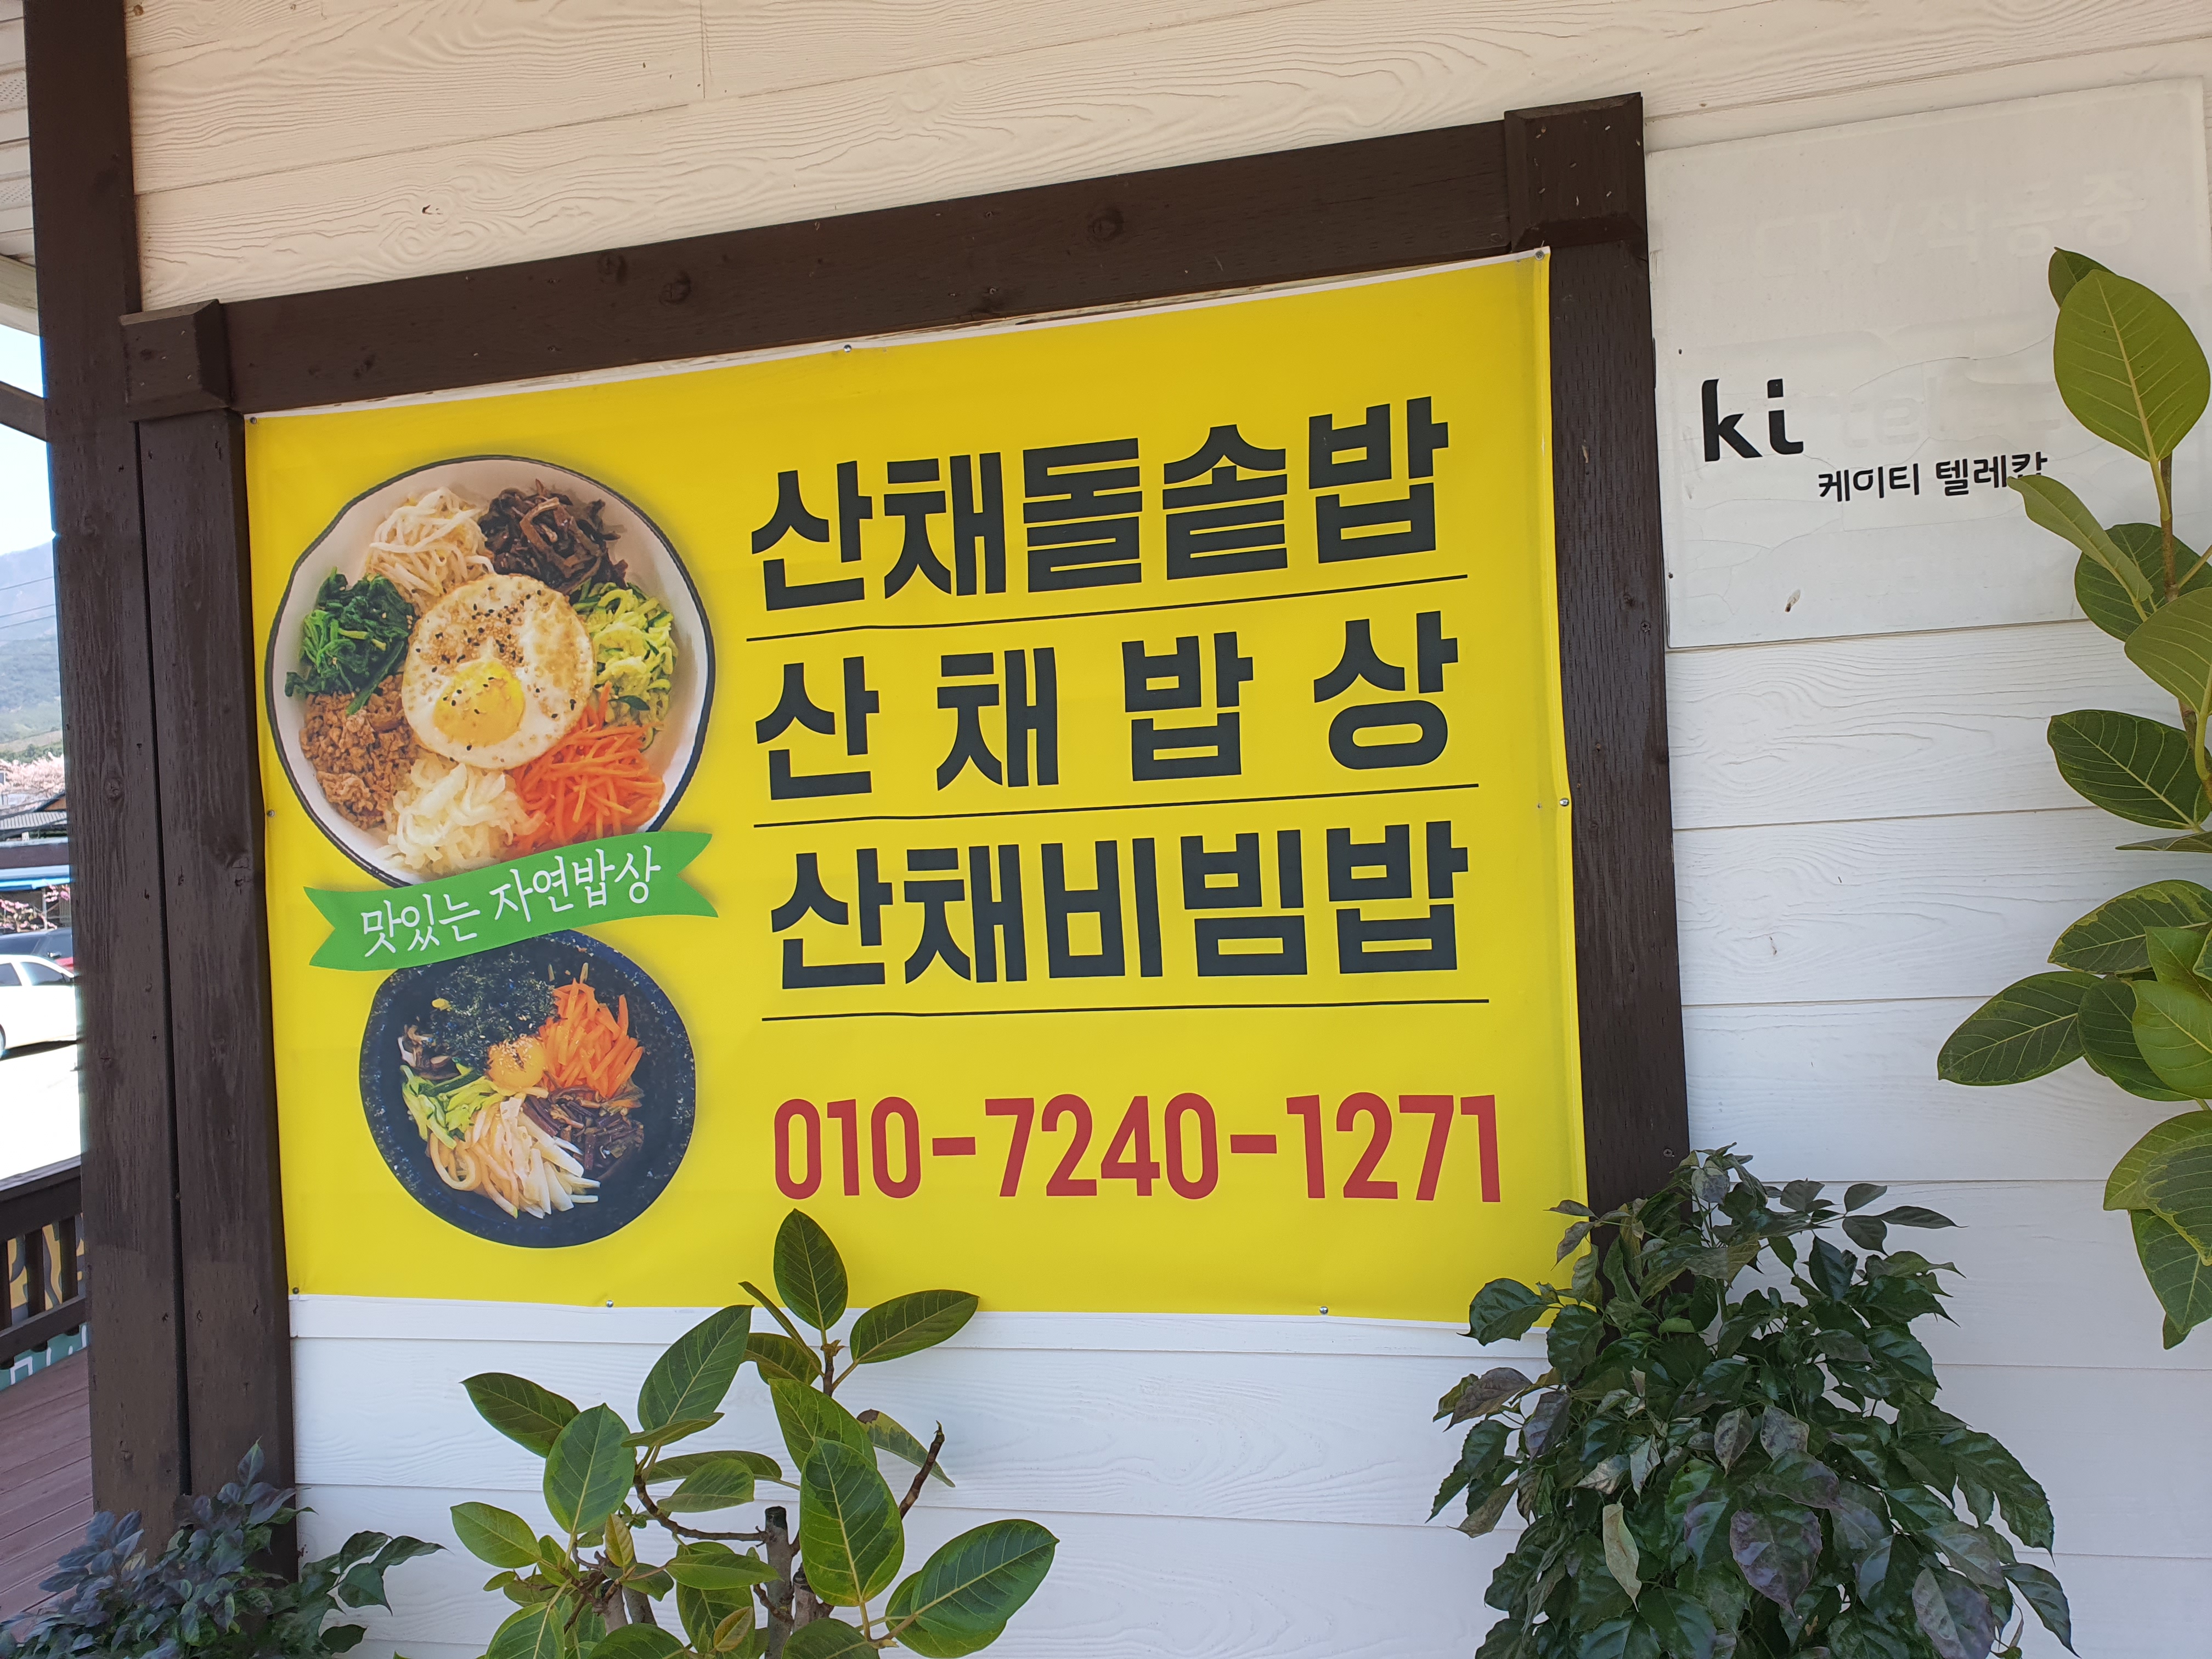 산채돌솥밥
산 채 밥 상
산채비빔밥
맛있는 자연밥상
010-7240-1271
ki
케이티 텔레캅